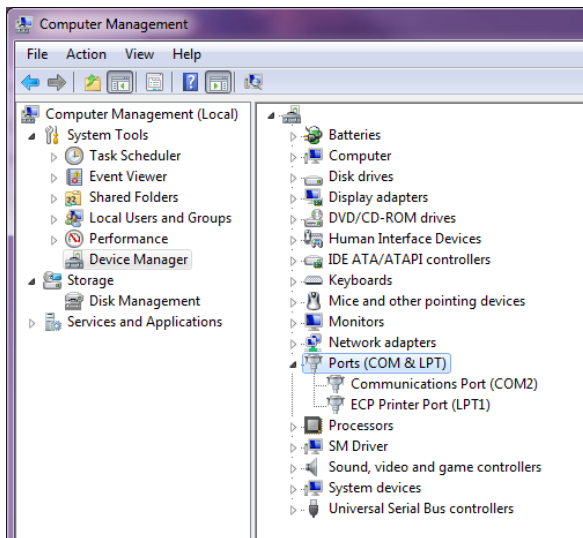 Computer Management
File Action View Help
Computer Management (Local)
System Tools
Task Scheduler
Event Viewer
Shared Folders
Local Users and Groups
Performance
Device Manager
Storage
Disk Management
Services and Applications
Batteries
Computer
Disk drives
Display adapters
DVD/CD-ROM drives
Human Interface Devices
IDE ATA/ATAPI controllers
Keyboards
Mice and other pointing devices
Monitors
Network adapters
Ports (COM & LPT)
Communications Port (COM2)
ECP Printer Port (LPT1)
Processors
SM Driver
Sound, video and game controllers
System devices
Universal Serial Bus controllers